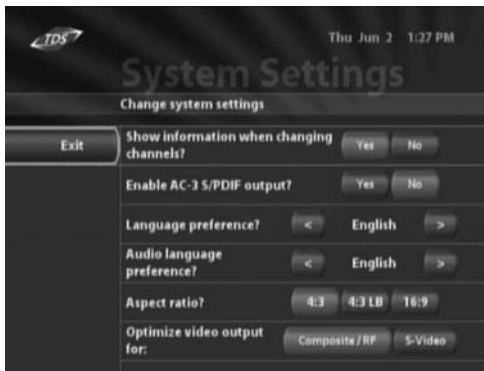 TDS
Thu Jun 2 1:27 PM
System Settings
Change system settings
Exit
Show information when changing
channels?
Yes No
Enable AC-3 S/PDIF output?
Yes No
Language preference?
< English >
Audio language
preference?
< English >
Aspect ratio?
4:3 4:3 LB 16:9
Optimize video output
for:
Composite/RF S-Video